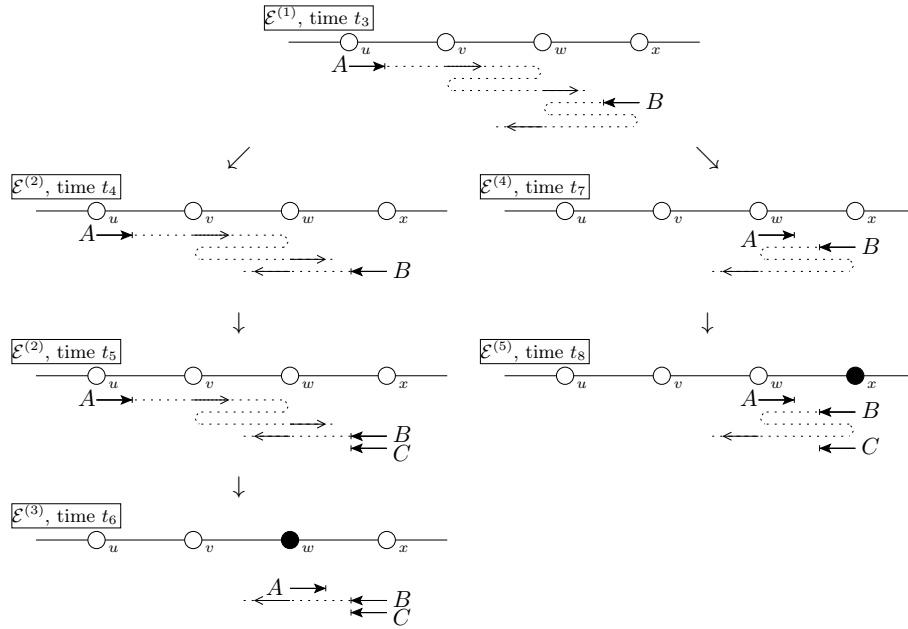 ℰ⁽¹⁾, time t₃
u v w x
A
B
ℰ⁽²⁾, time t₄
u v w x
A
B
ℰ⁽⁴⁾, time t₇
u v w x
A
B
ℰ⁽²⁾, time t₅
u v w x
A
B
C
ℰ⁽⁵⁾, time t₈
u v w x
A
B
C
ℰ⁽³⁾, time t₆
u v w x
A
B
C